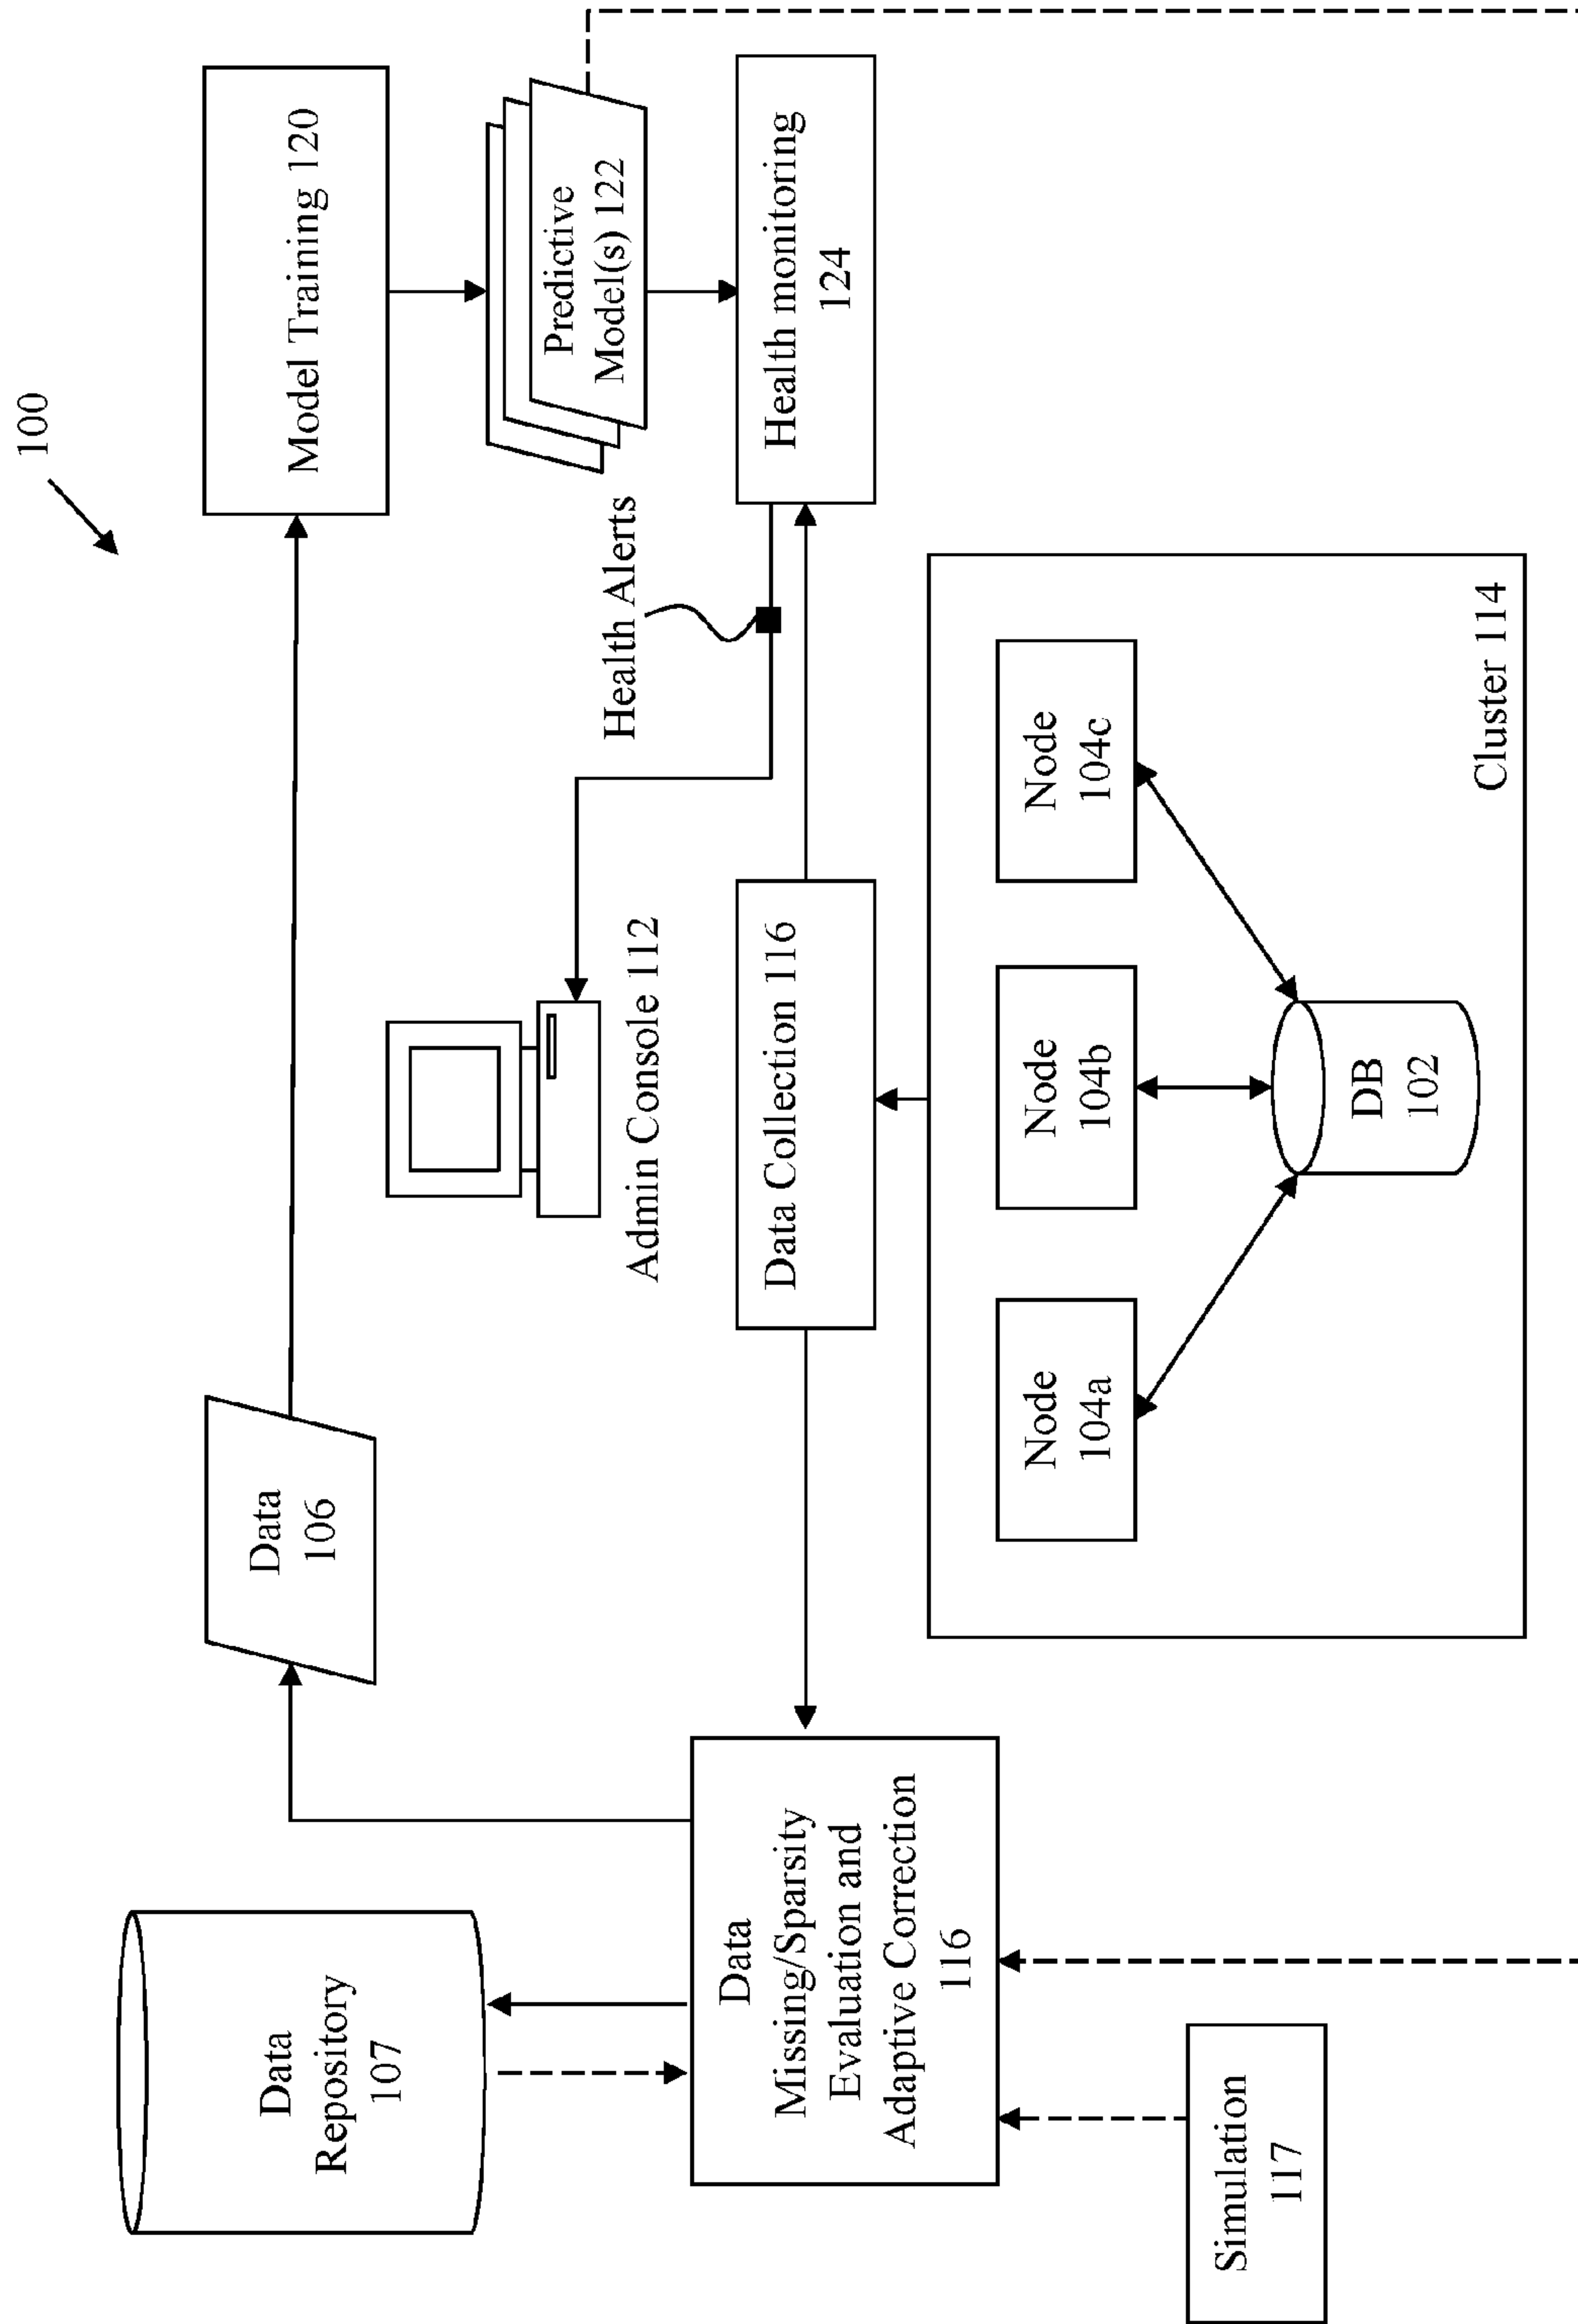 100
Data
Repository
107
Data
106
Model Training 120
Predictive
Model(s) 122
Health Alerts
Admin Console 112
Data
Missing/Sparsity
Evaluation and
Adaptive Correction
116
Data Collection 116
Health monitoring
124
Simulation
117
Node
104a
Node
104b
Node
104c
DB
102
Cluster 114